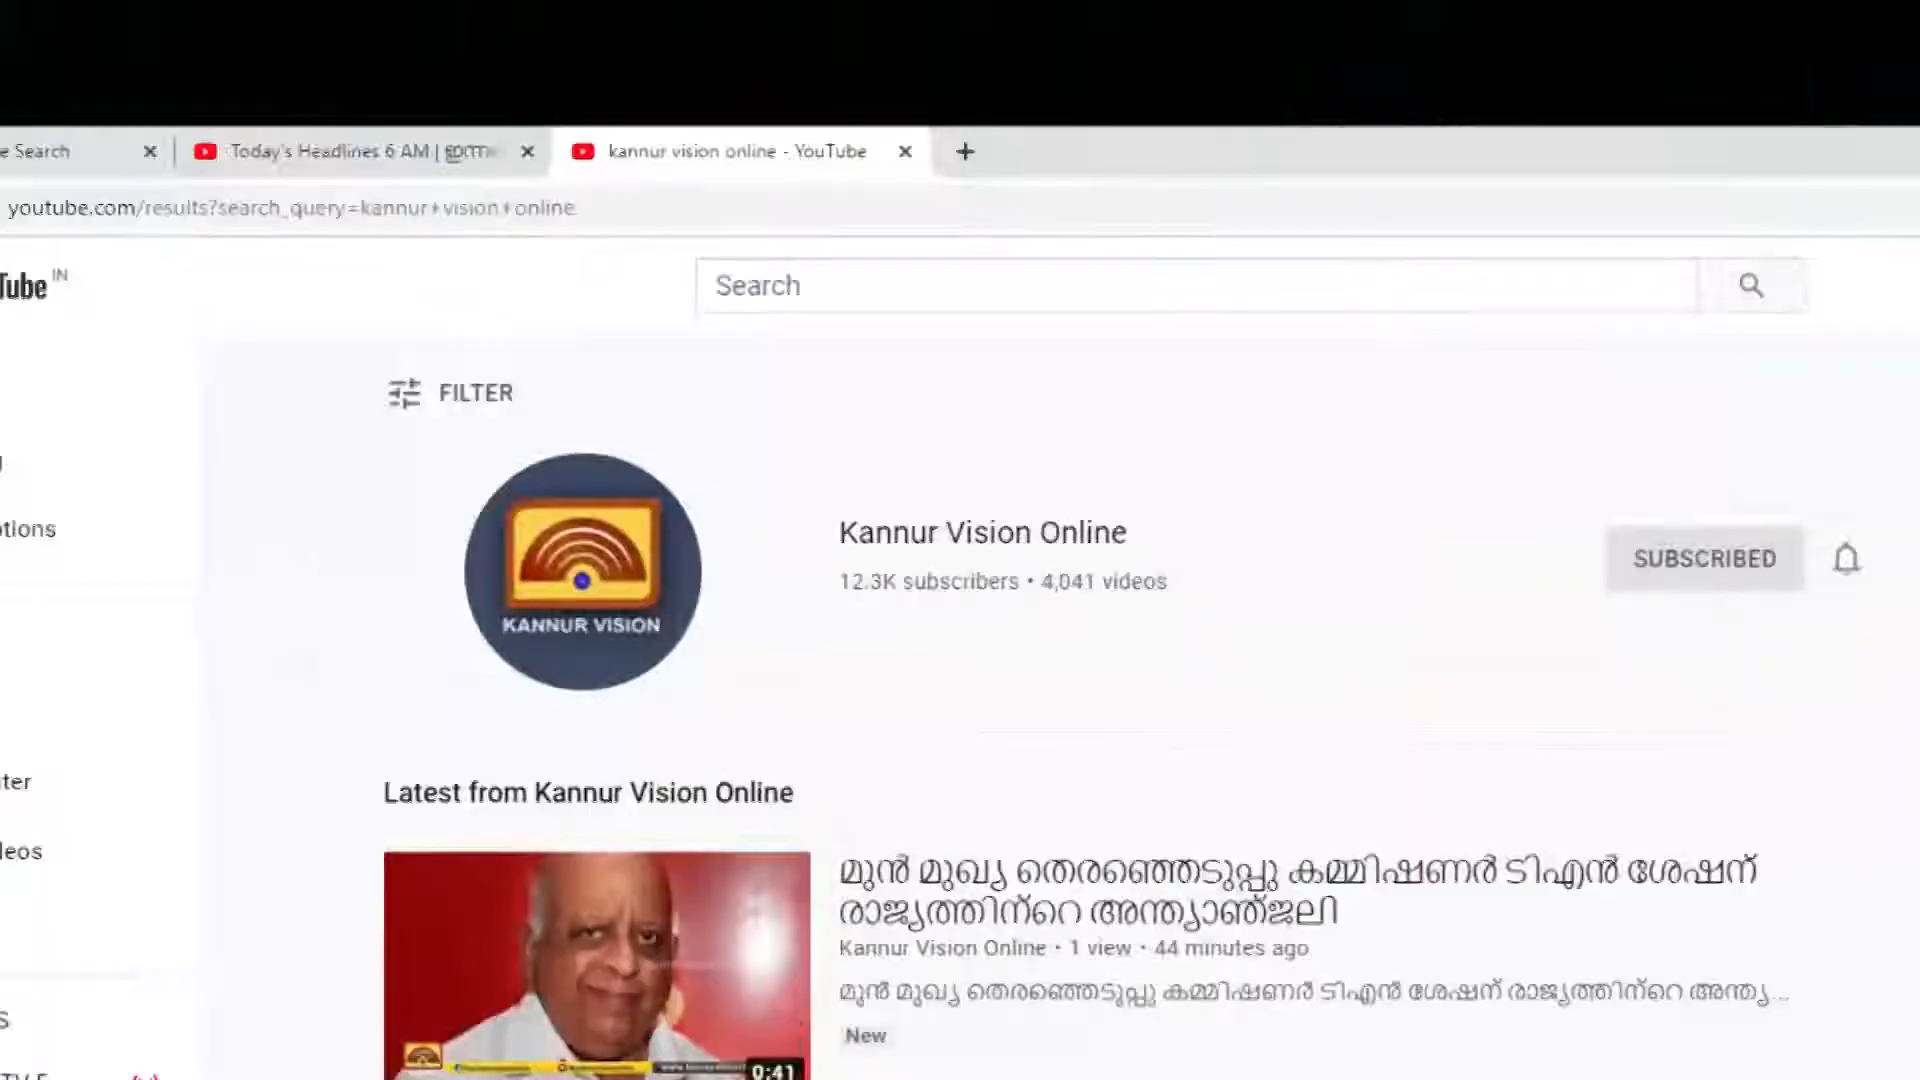 e Search
Today's Headlines 6 AM |
kannur vision online - YouTube
youtube.com/results?search_query=kannur+vision+online
Tube IN
Search
FILTER
KANNUR VISION
Kannur Vision Online
12.3K subscribers • 4,041 videos
SUBSCRIBED
otions
ter
leos
Latest from Kannur Vision Online
മുൻ മുഖ്യ തെരഞ്ഞെടുപ്പു കമ്മിഷണർ ടിഎൻ ശേഷന്
രാജ്യത്തിന്റെ അന്ത്യാഞ്ജലി
Kannur Vision Online • 1 view • 44 minutes ago
മുൻ മുഖ്യ തെരഞ്ഞെടുപ്പു കമ്മിഷണർ ടിഎൻ ശേഷന് രാജ്യത്തിന്റെ അന്ത്യ...
New
0:41
S